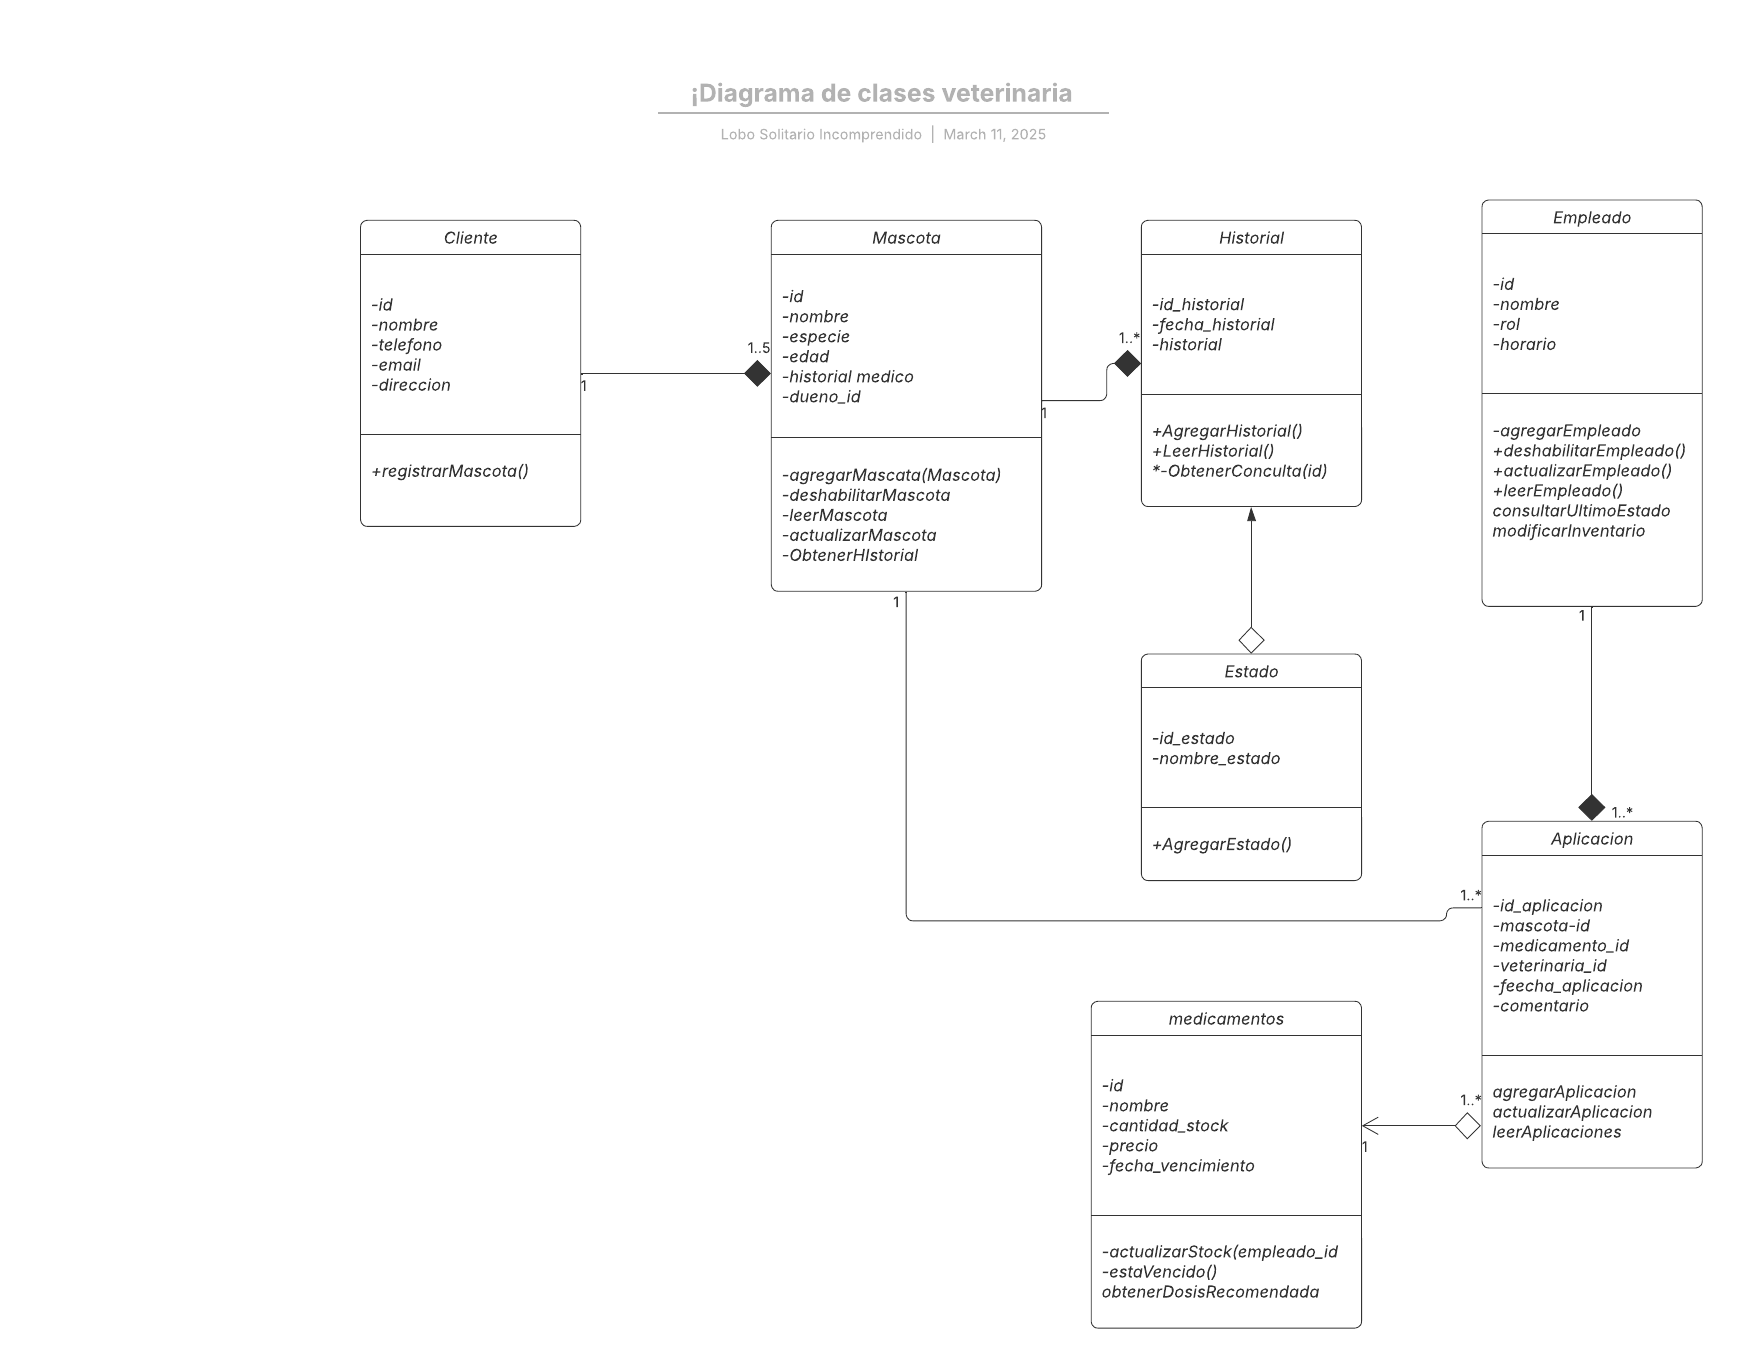 ¡Diagrama de clases veterinaria
Lobo Solitario Incomprendido | March 11, 2025
Cliente
-id
-nombre
-telefono
-email
-direccion
+registrarMascota()
1
1..5
Mascota
-id
-nombre
-especie
-edad
-historial medico
-dueno_id
-agregarMascata(Mascota)
-deshabilitarMascota
-leerMascota
-actualizarMascota
-ObtenerHIstorial
1
1..*
1
Historial
-id_historial
-fecha_historial
-historial
+AgregarHistorial()
+LeerHistorial()
*-ObtenerConculta(id)
Empleado
-id
-nombre
-rol
-horario
-agregarEmpleado
+deshabilitarEmpleado()
+actualizarEmpleado()
+leerEmpleado()
consultarUltimoEstado
modificarInventario
1
1..*
Estado
-id_estado
-nombre_estado
+AgregarEstado()
Aplicacion
1..*
-id_aplicacion
-mascota-id
-medicamento_id
-veterinaria_id
-feecha_aplicacion
-comentario
agregarAplicacion
actualizarAplicacion
leerAplicaciones
1..*
1
medicamentos
-id
-nombre
-cantidad_stock
-precio
-fecha_vencimiento
-actualizarStock(empleado_id
-estaVencido()
obtenerDosisRecomendada